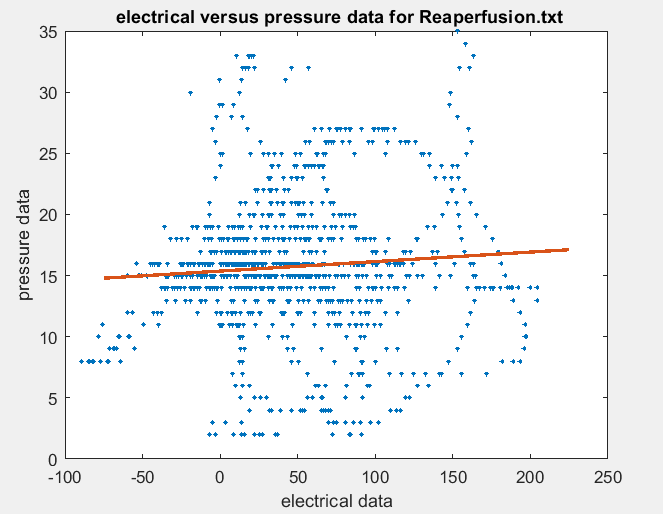 electrical versus pressure data for Reaperfusion.txt
35
30
25
20
15
10
5
0
pressure data
-100 -50 0 50 100 150 200 250
electrical data